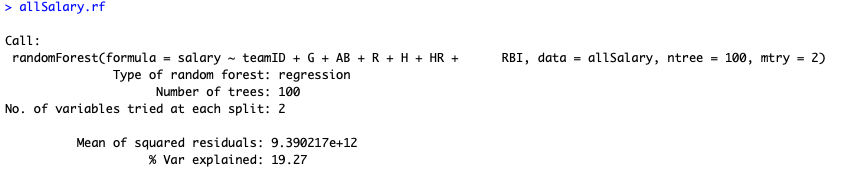 > allSalary.rf
Call:
randomForest(formula = salary ~ teamID + G + AB + R + H + HR +      RBI, data = allSalary, ntree = 100, mtry = 2)
Type of random forest: regression
Number of trees: 100
No. of variables tried at each split: 2
Mean of squared residuals: 9.390217e+12
% Var explained: 19.27